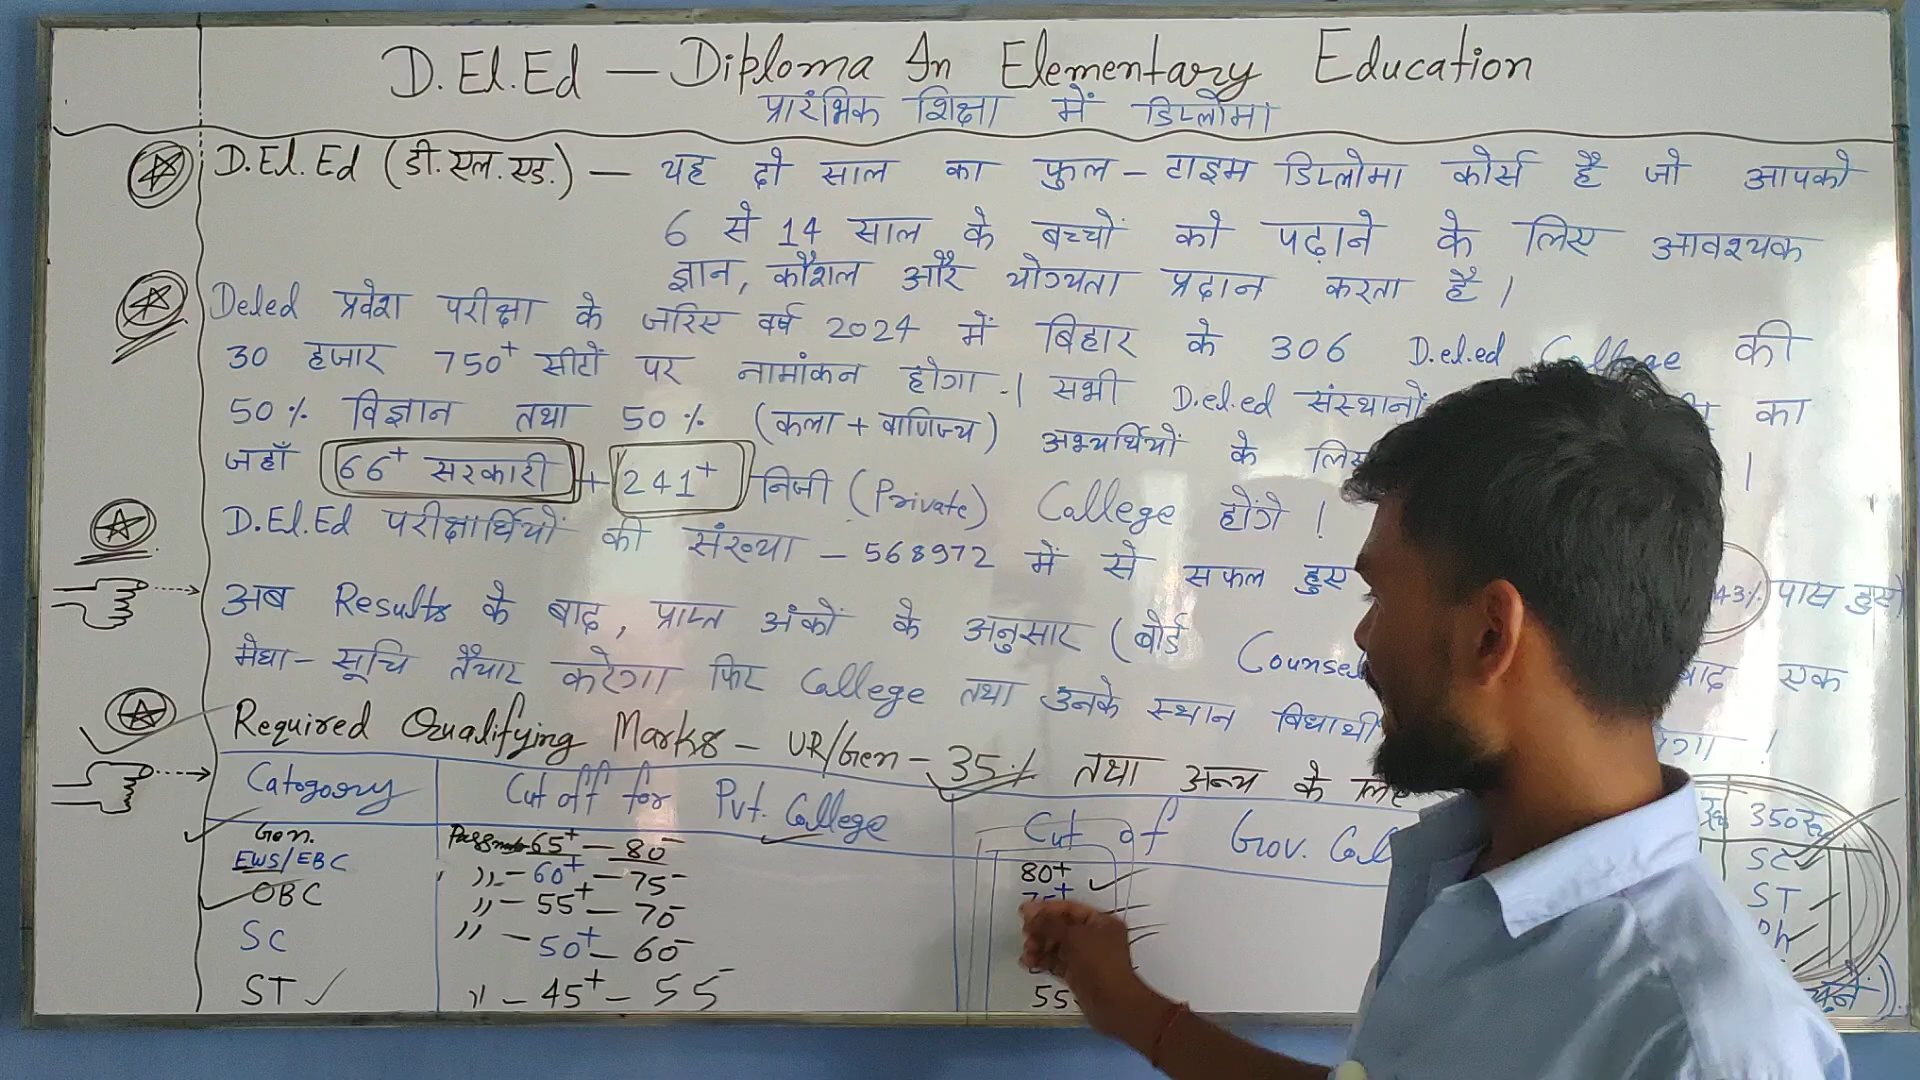 D.El.Ed — Diploma In Elementary Education
प्रारंभिक शिक्षा में डिप्लोमा
D.El.Ed (डी.एल.एड.) — यह दो साल का फुल-टाइम डिप्लोमा कोर्स है जो आपको
6 से 14 साल के बच्चों को पढ़ाने के लिए आवश्यक
ज्ञान, कौशल और योग्यता प्रदान करता है।
Deled प्रवेश परीक्षा के जरिए वर्ष 2024 में बिहार के 306 D.el.ed College की
30 हजार 750+ सीटों पर नामांकन होगा।सभी D.el.ed संस्थानों का
50% विज्ञान तथा 50% (कला + वाणिज्य) अभ्यर्थियों के लिए
जहाँ 66+ सरकारी + 241+ निजी (Private) College होंगे !
D.El.Ed परीक्षार्थियों की संख्या – 568972 में से सफल हुए 43% पास हुए
अब Results के बाद, प्राप्त अंकों के अनुसार (बोर्ड Counsel बाद एक
मेघा-सूचि तैयार करेगा फिर College तथा उनके स्थान विद्यार्थी
Required Qualifying Marks – UR/Gen – 35% तथा अन्य के लिए
Catogory Cut off for Pvt. College Cut of Gov. Col 350
Gen. Passmark 65+ – 80- 80+ SC
EWS/EBC ,, – 60+ – 75- 75+ ST
OBC ,, – 55+ – 70- Ph
SC ,, – 50+ – 60-
ST ,, – 45+ – 55- 55